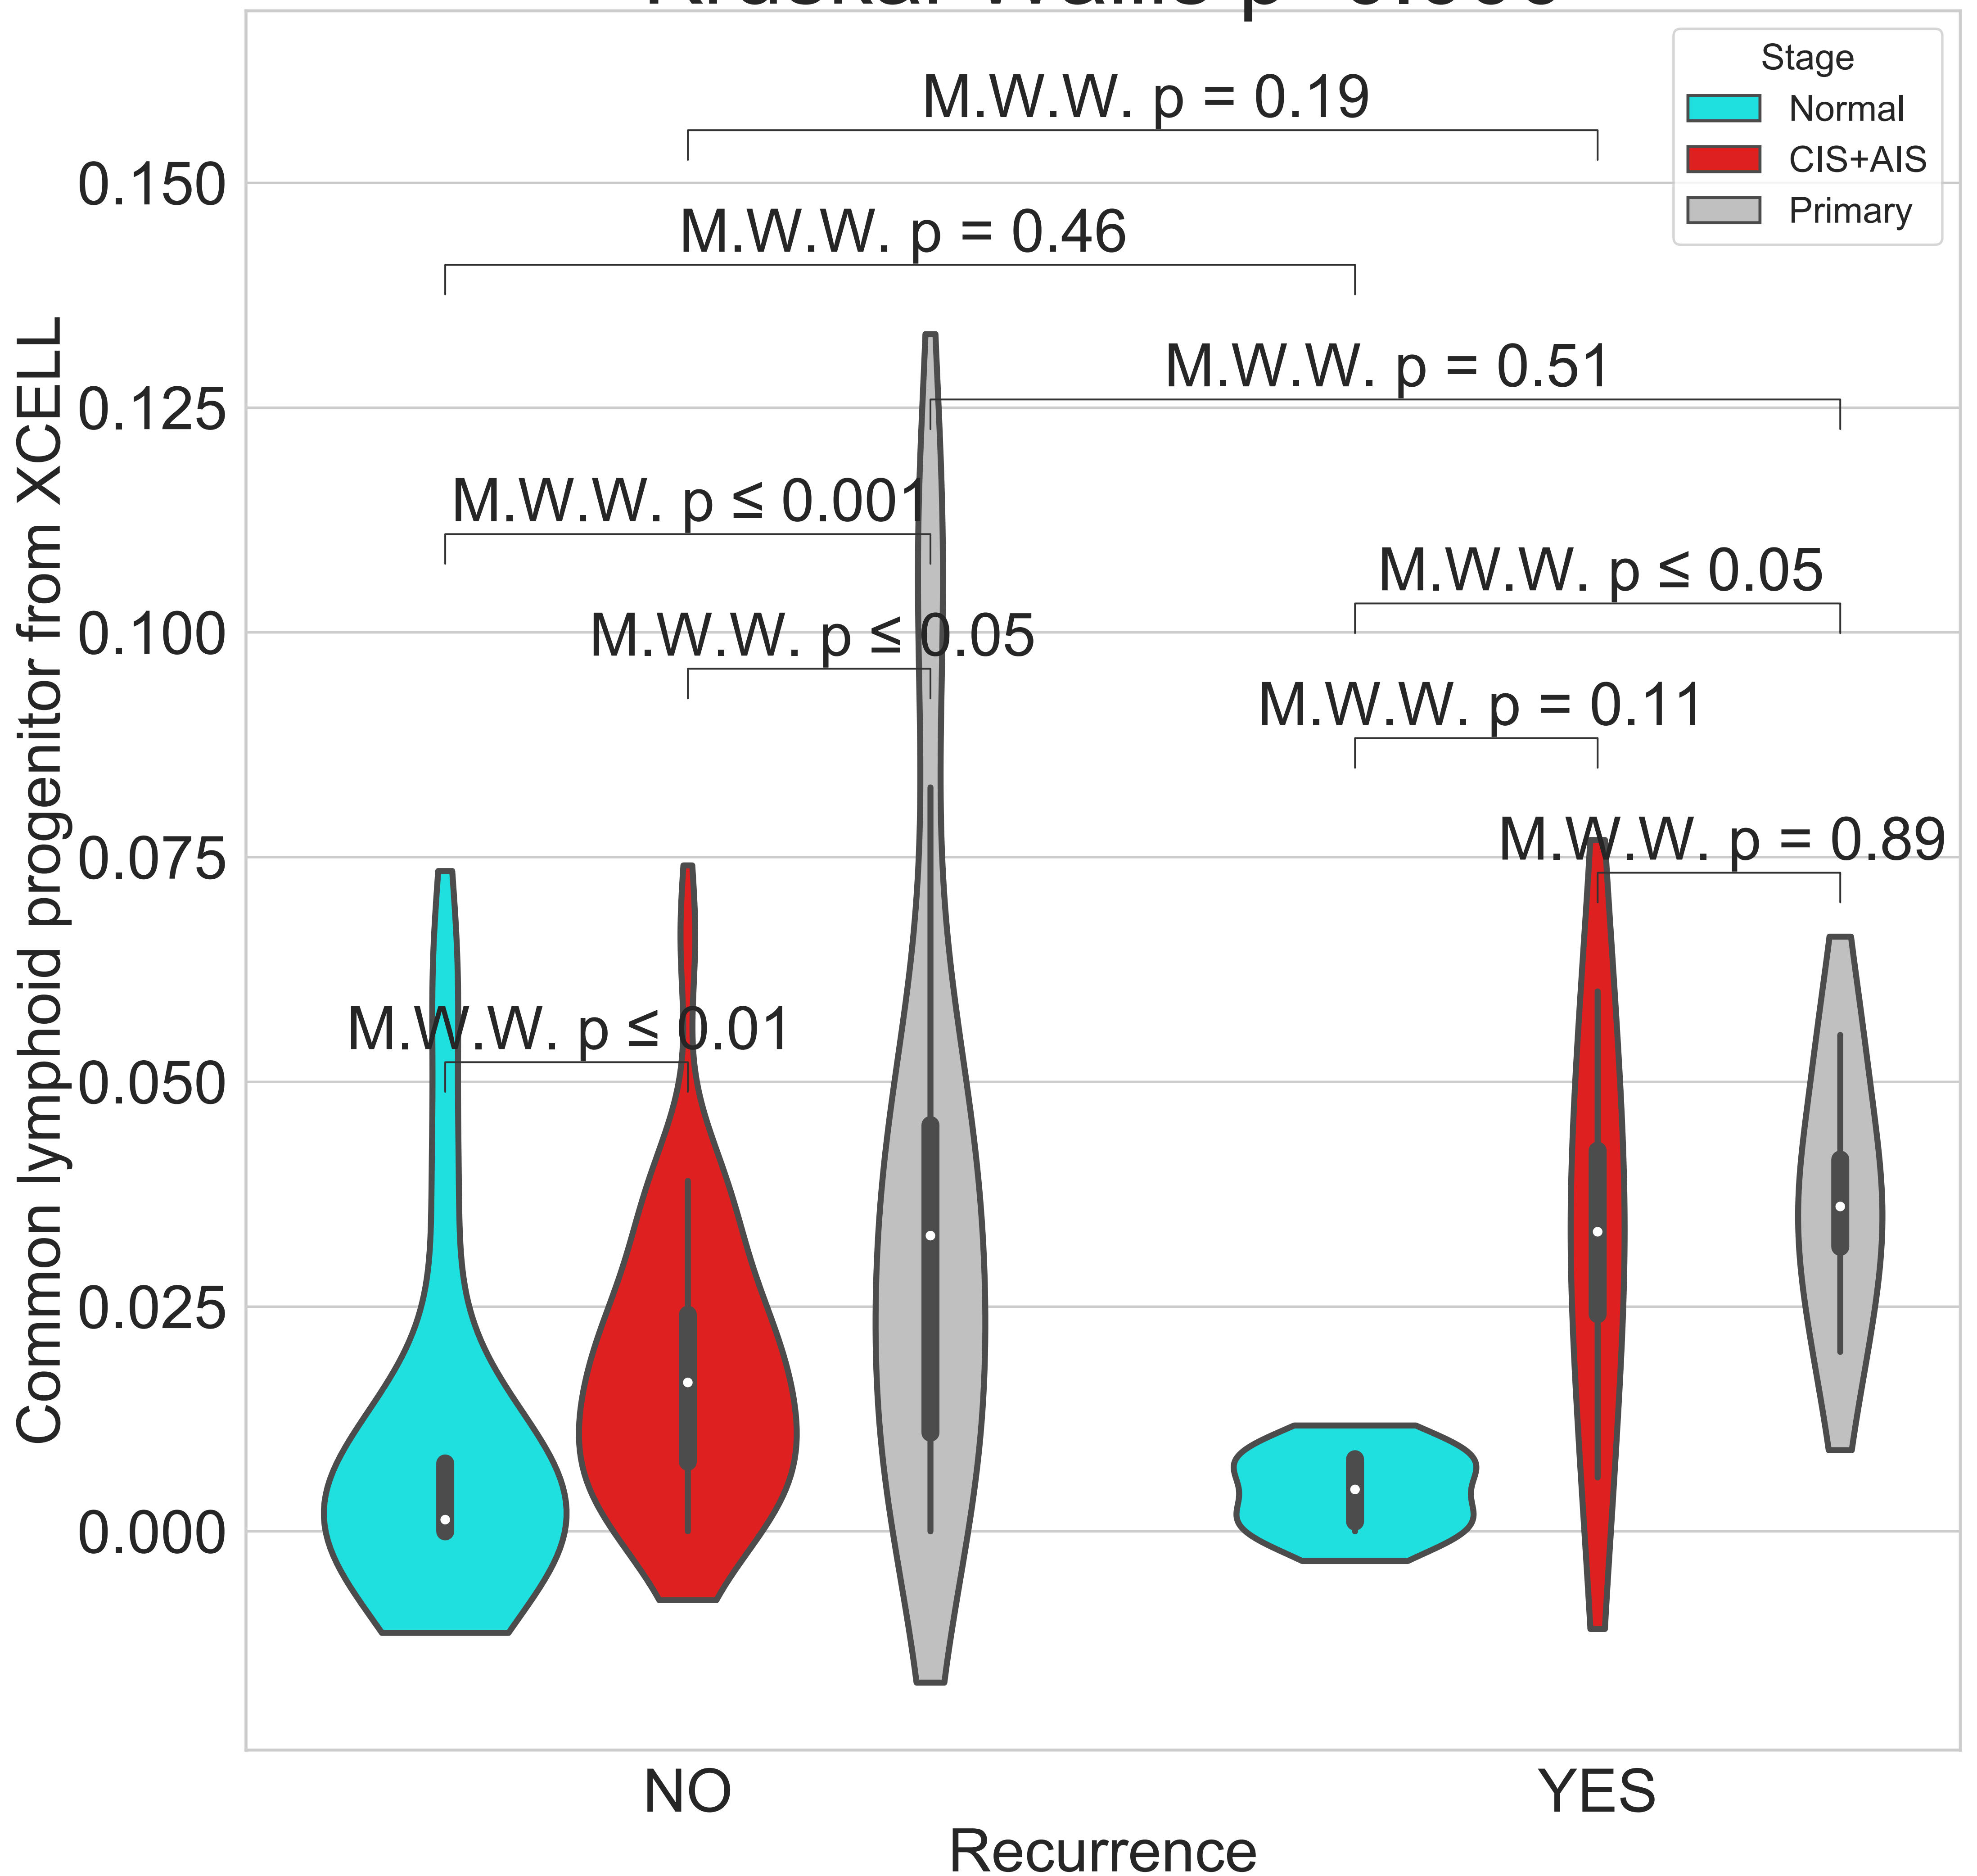 Stage
Normal
CIS+AIS
Primary
M.W.W. p = 0.19
M.W.W. p = 0.46
M.W.W. p = 0.51
M.W.W. p ≤ 0.001
M.W.W. p ≤ 0.05
M.W.W. p ≤ 0.05
M.W.W. p = 0.11
M.W.W. p = 0.89
M.W.W. p ≤ 0.01
Common lymphoid progenitor from XCELL
0.150
0.125
0.100
0.075
0.050
0.025
0.000
NO
YES
Recurrence